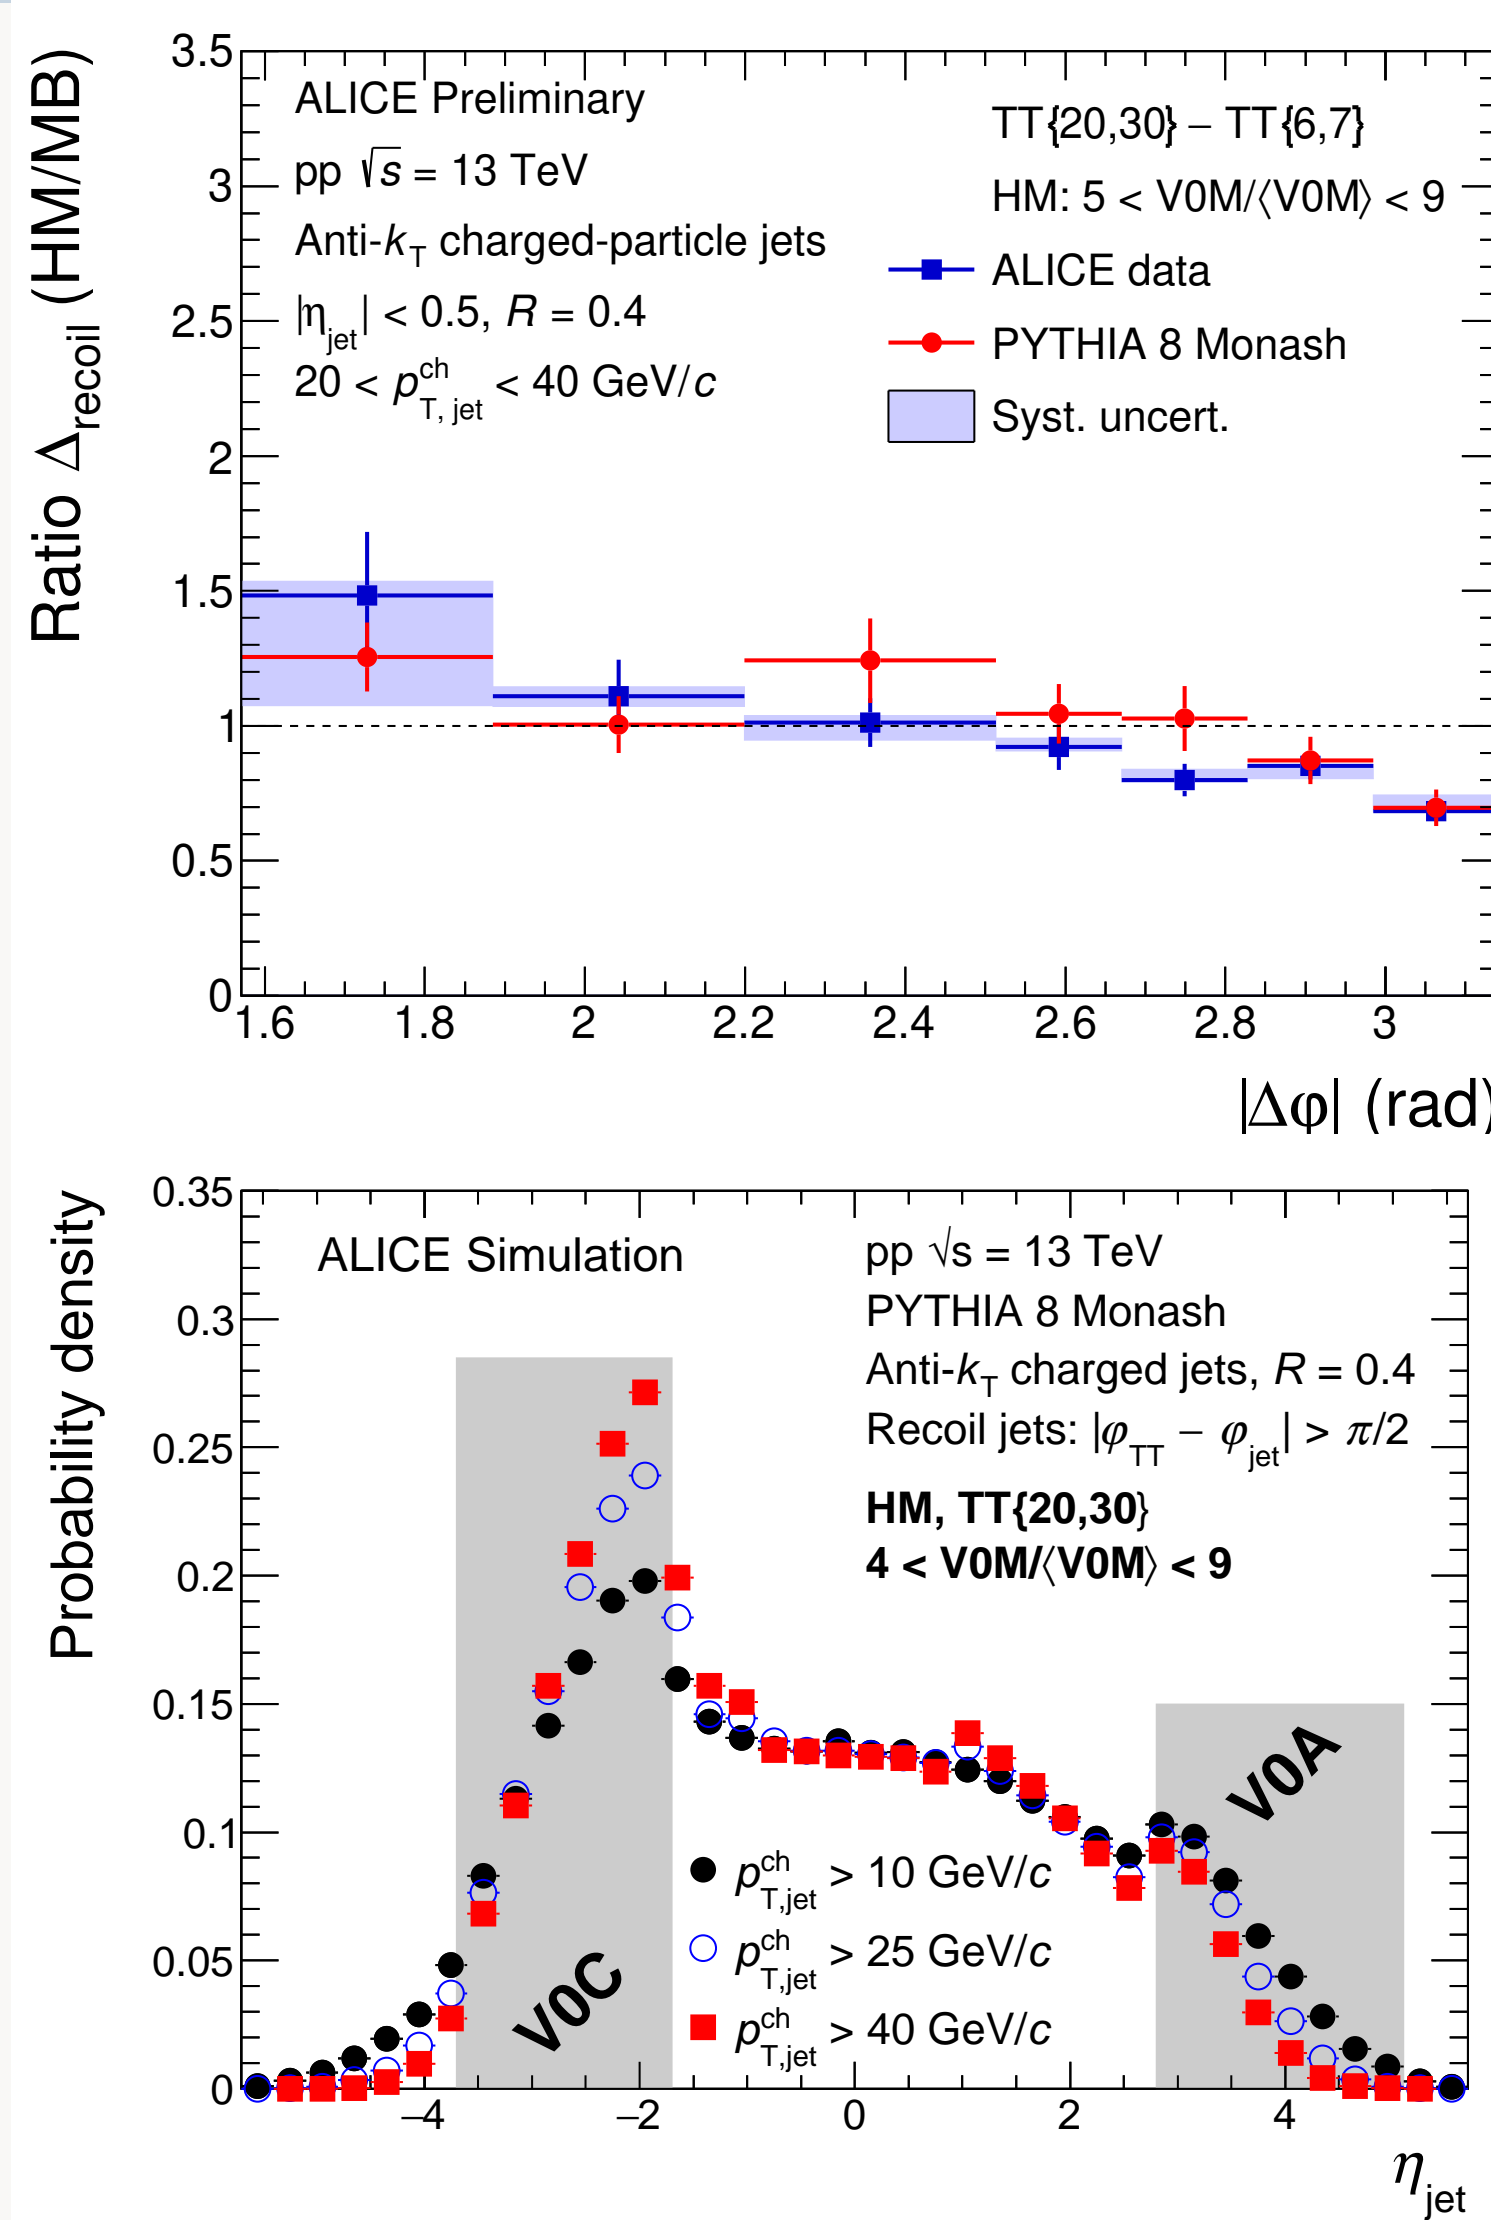 Ratio Δrecoil (HM/MB)
3.5
3
2.5
2
1.5
1
0.5
0
ALICE Preliminary
pp √s = 13 TeV
Anti-kT charged-particle jets
|ηjet| < 0.5, R = 0.4
20 < p^ch_T, jet < 40 GeV/c
TT{20,30} – TT{6,7}
HM: 5 < V0M/⟨V0M⟩ < 9
ALICE data
PYTHIA 8 Monash
Syst. uncert.
1.6 1.8 2 2.2 2.4 2.6 2.8 3
|Δφ| (rad)
Probability density
0.35
0.3
0.25
0.2
0.15
0.1
0.05
0
ALICE Simulation
pp √s = 13 TeV
PYTHIA 8 Monash
Anti-kT charged jets, R = 0.4
Recoil jets: |φTT − φjet| > π/2
HM, TT{20,30}
4 < V0M/⟨V0M⟩ < 9
V0C
V0A
p^ch_T,jet > 10 GeV/c
p^ch_T,jet > 25 GeV/c
p^ch_T,jet > 40 GeV/c
−4 −2 0 2 4
ηjet